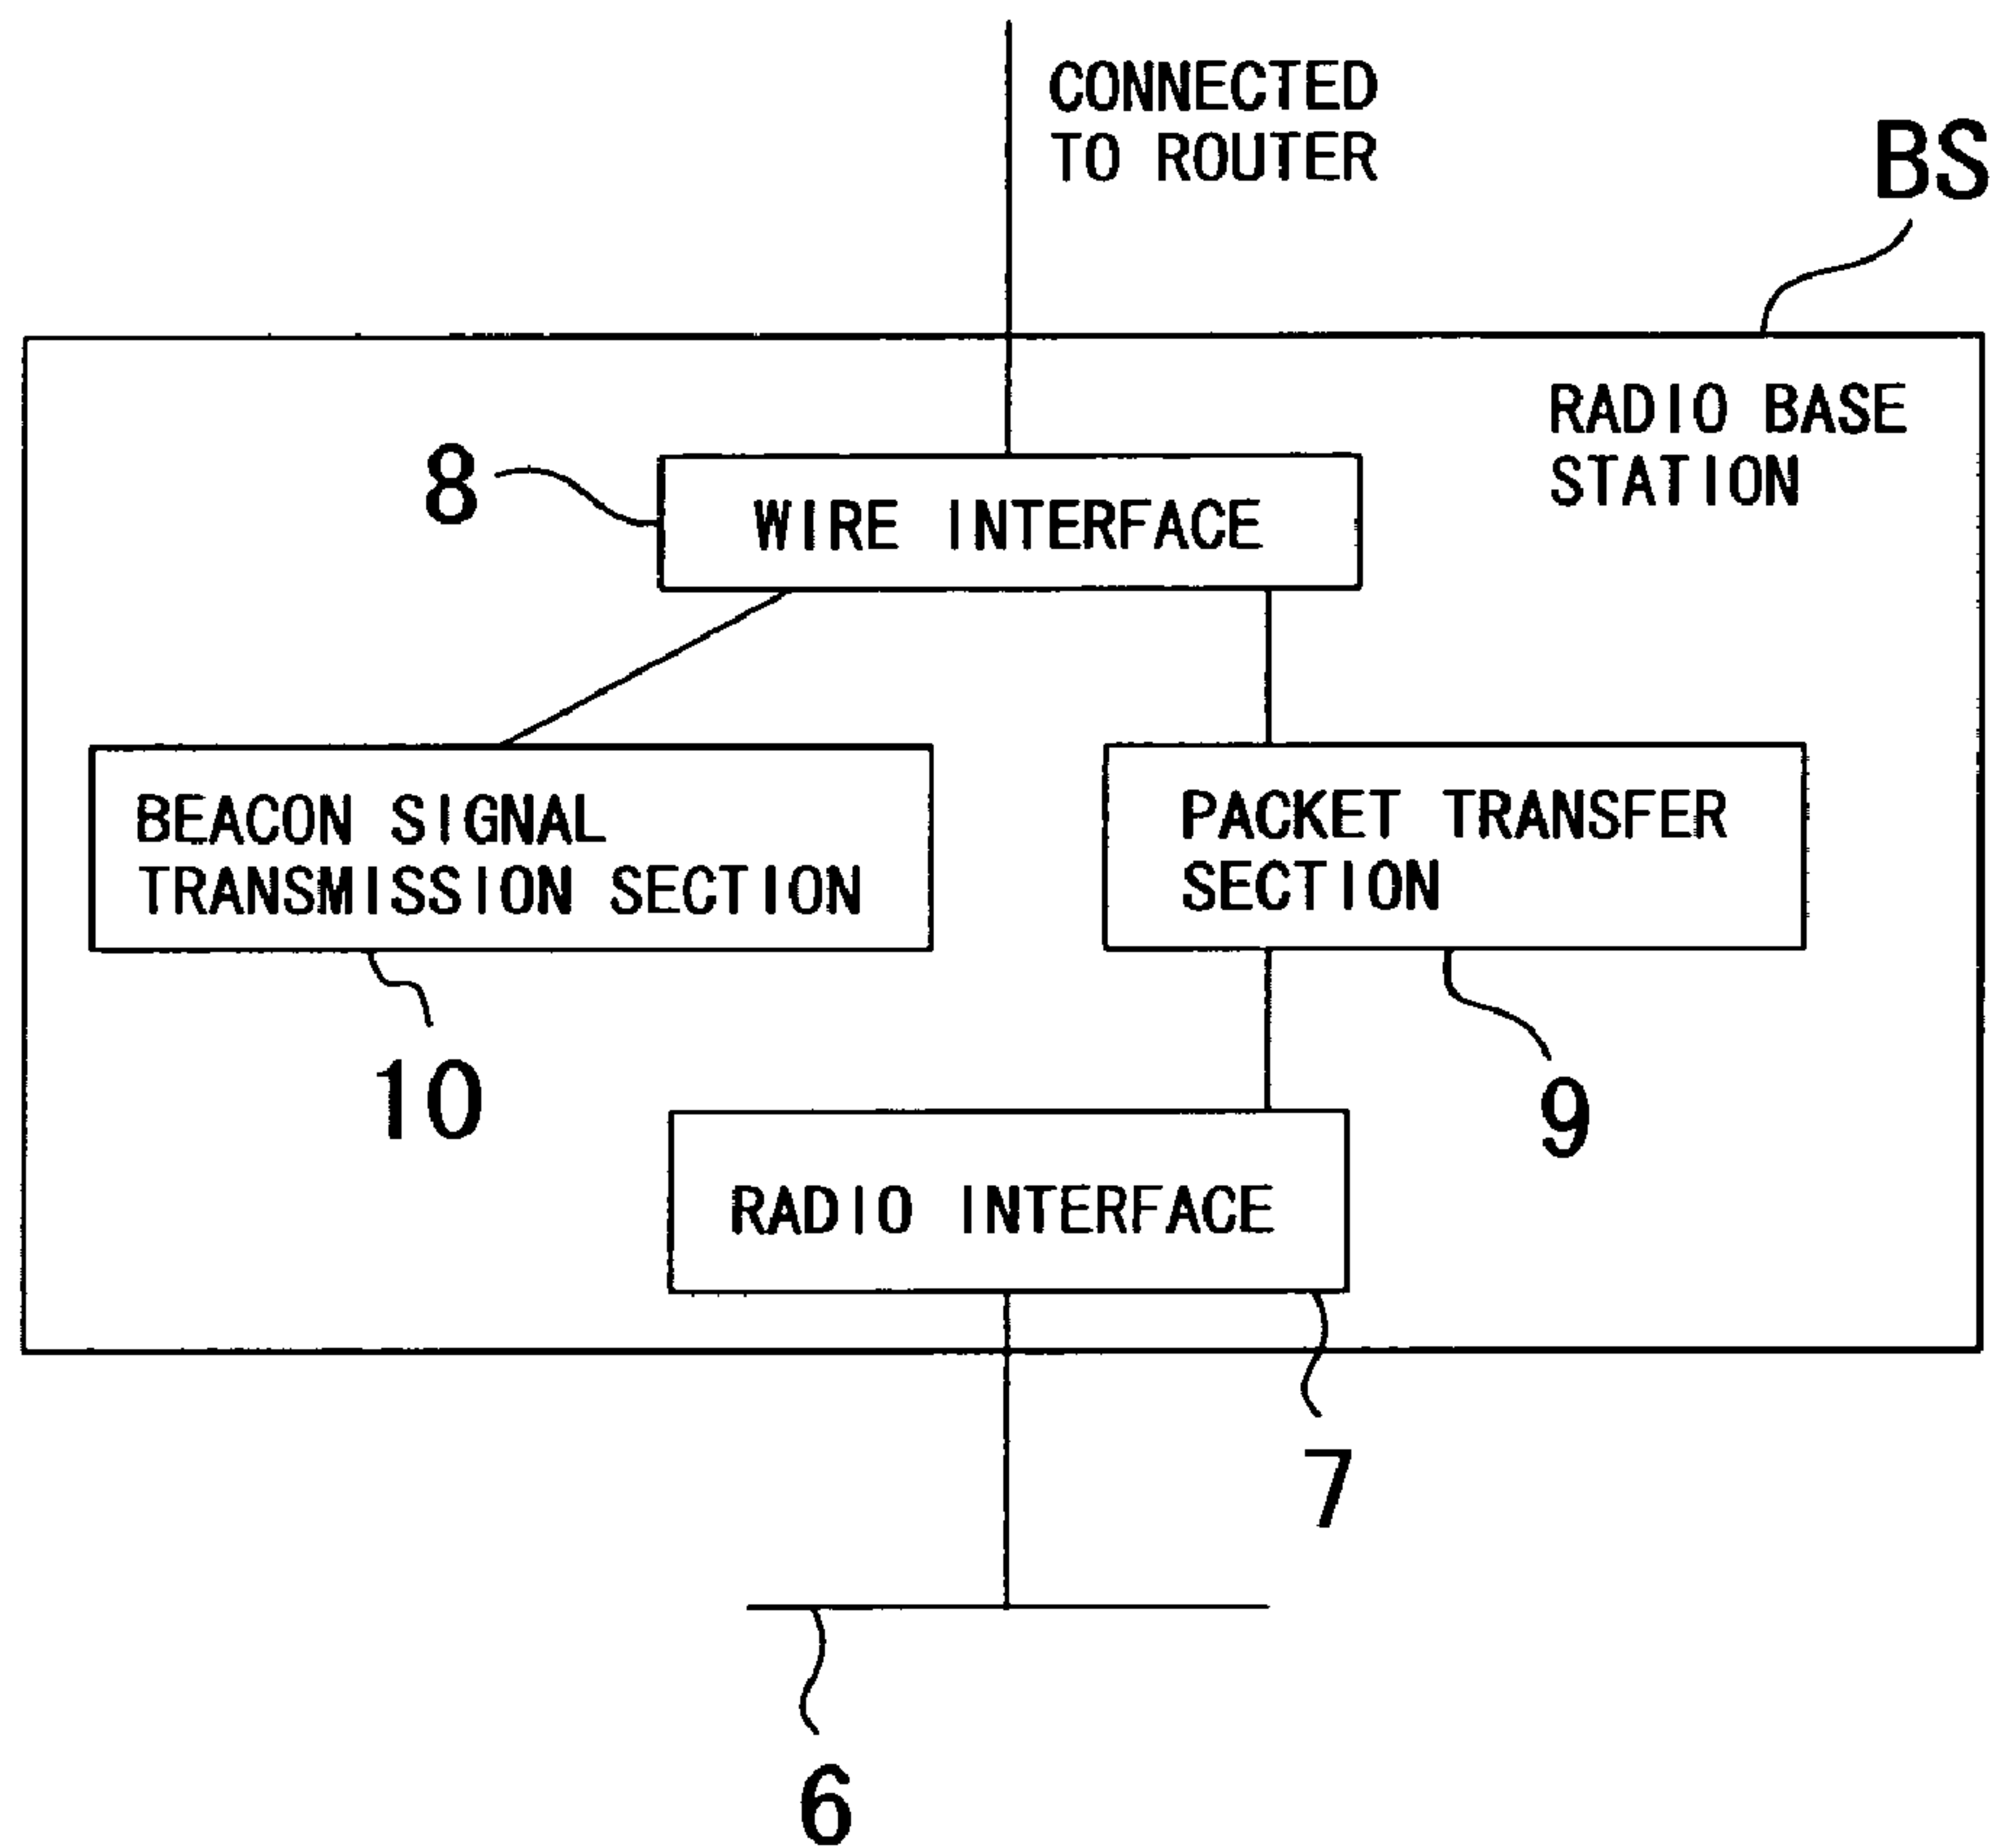 CONNECTED
TO ROUTER
BS
RADIO BASE
STATION
8
WIRE INTERFACE
BEACON SIGNAL
TRANSMISSION SECTION
PACKET TRANSFER
SECTION
10
9
RADIO INTERFACE
7
6